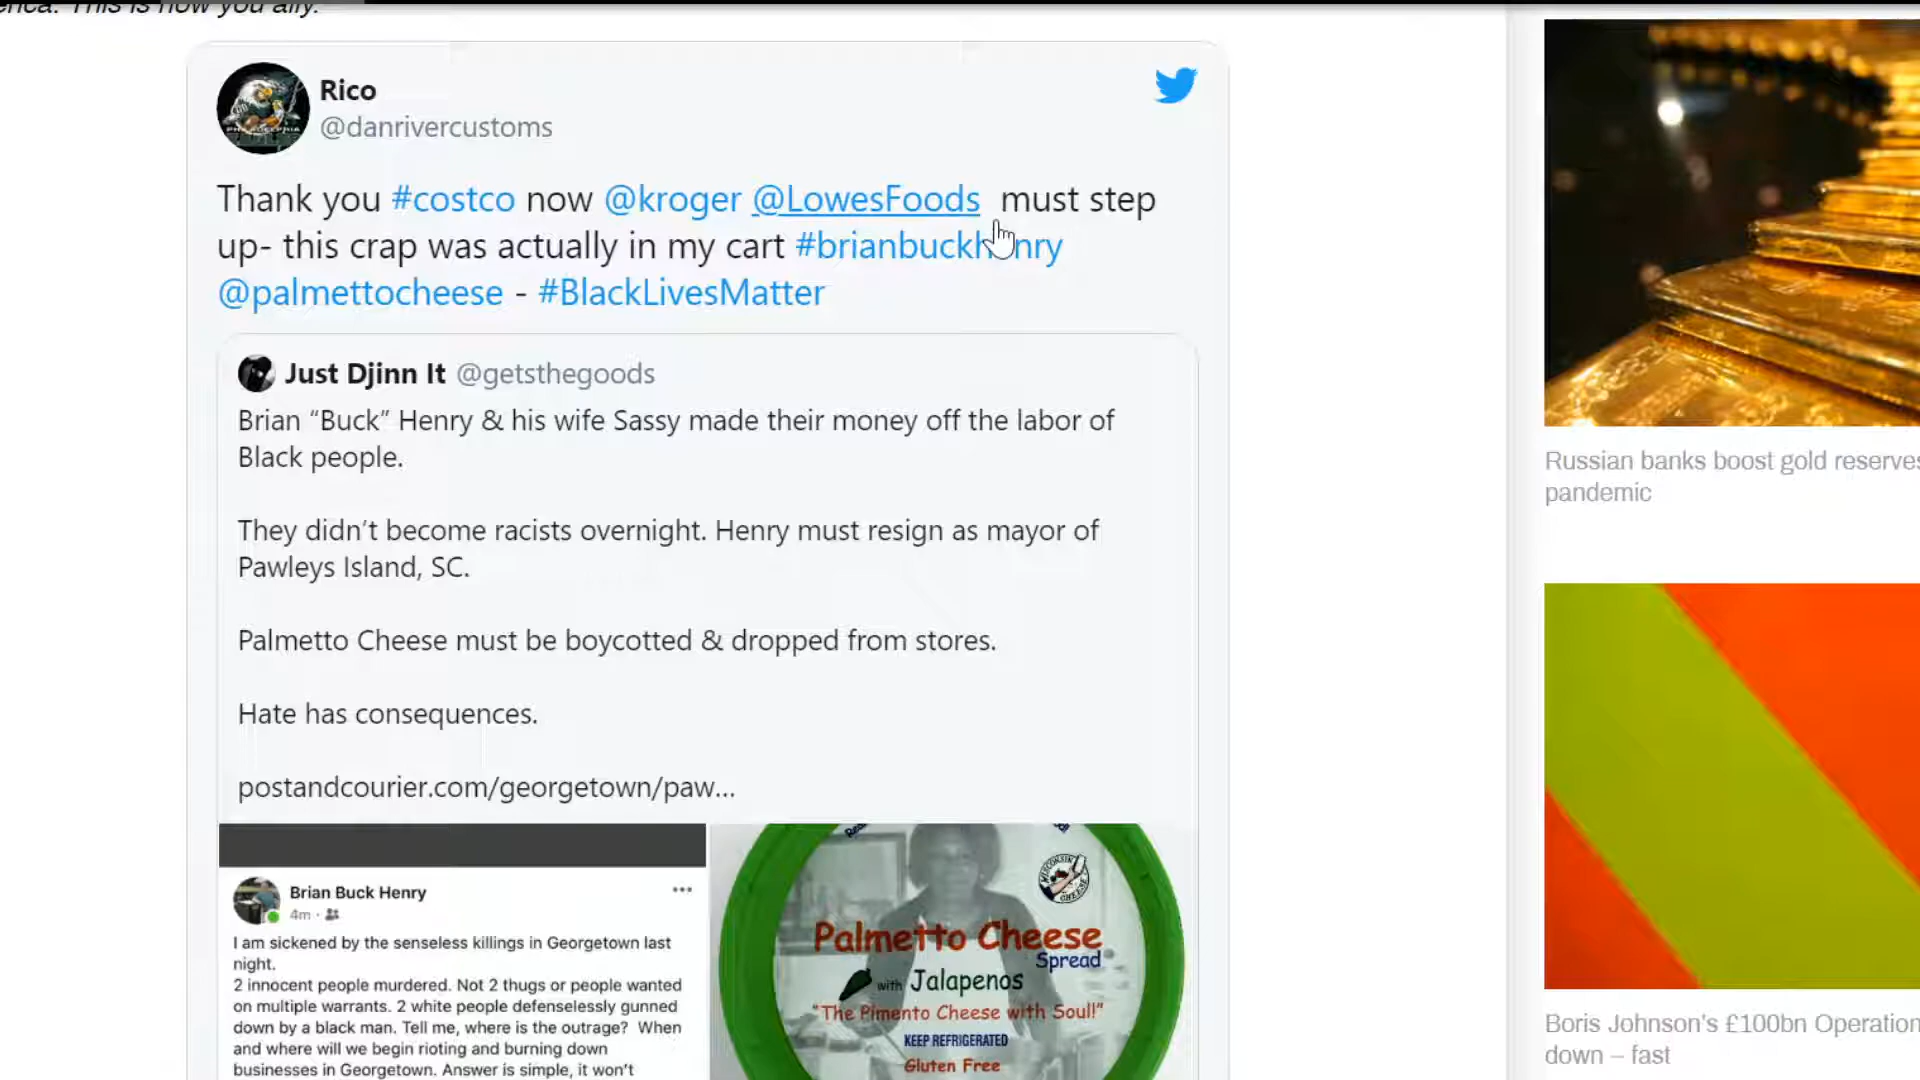 erica. This is how you ally.
Rico
@danrivercustoms
Thank you #costco now @kroger @LowesFoods must step
up- this crap was actually in my cart #brianbuckhenry
@palmettocheese - #BlackLivesMatter
Just Djinn It @getsthegoods
Brian “Buck” Henry & his wife Sassy made their money off the labor of
Black people.
They didn’t become racists overnight. Henry must resign as mayor of
Pawleys Island, SC.
Palmetto Cheese must be boycotted & dropped from stores.
Hate has consequences.
postandcourier.com/georgetown/paw...
Brian Buck Henry
4m ·
I am sickened by the senseless killings in Georgetown last
night.
2 innocent people murdered. Not 2 thugs or people wanted
on multiple warrants. 2 white people defenselessly gunned
down by a black man. Tell me, where is the outrage? When
and where will we begin rioting and burning down
businesses in Georgetown. Answer is simple, it won’t
WISCONSIN
CHEESE
Palmetto Cheese
Spread
with Jalapenos
"The Pimento Cheese with Soul!"
KEEP REFRIGERATED
Gluten Free
Russian banks boost gold reserves
pandemic
Boris Johnson's £100bn Operation
down – fast